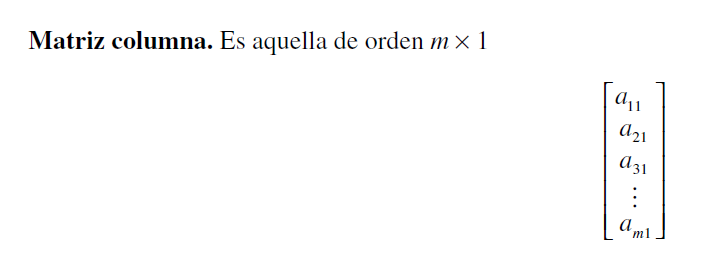 Matriz columna. Es aquella de orden m × 1
a₁₁
a₂₁
a₃₁
⋮
aₘ₁